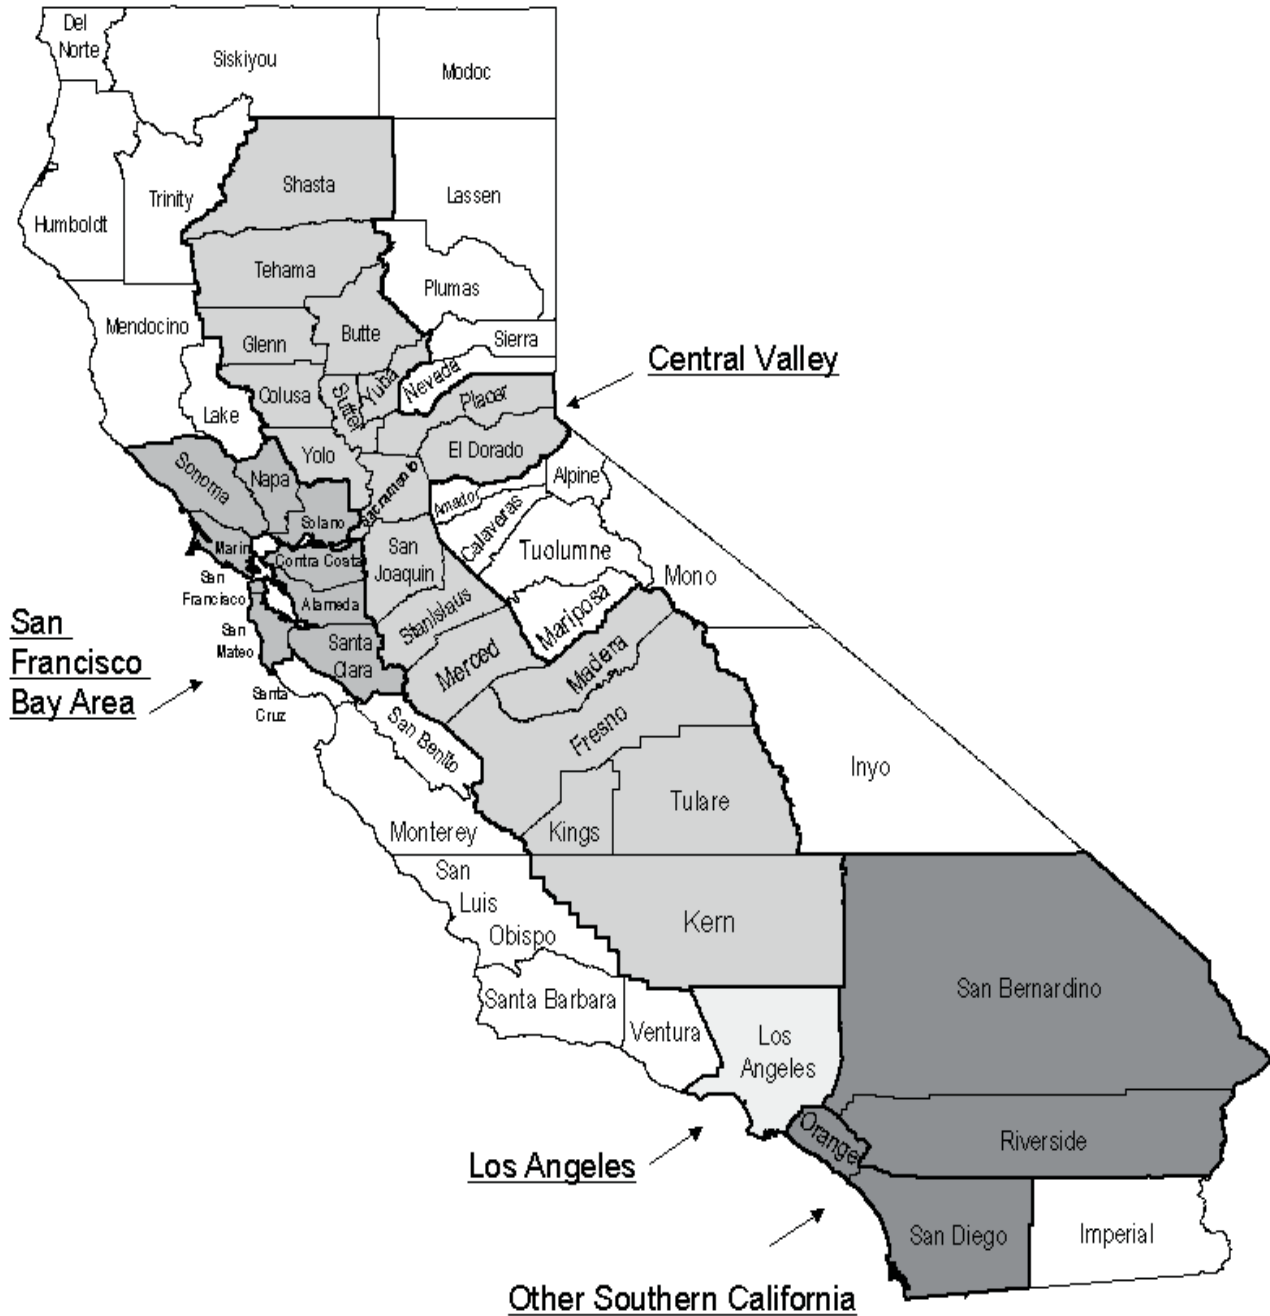 Del
Norte
Siskiyou
Modoc
Shasta
Lassen
Trinity
Humboldt
Tehama
Plumas
Mendocino
Glenn
Butte
Sierra
Nevada
Yuba
Sutter
Colusa
Placer
Lake
Central Valley
El Dorado
Yolo
Sonoma
Napa
Sacramento
Alpine
Amador
Solano
Calaveras
Marin
Contra Costa
San
Joaquin
Tuolumne
Mono
San
Francisco
Alameda
Stanislaus
Mariposa
San
Francisco
Bay Area
San
Mateo
Santa
Clara
Merced
Madera
Santa
Cruz
San Benito
Fresno
Inyo
Tulare
Kings
Monterey
San
Luis
Obispo
Kern
San Bernardino
Santa Barbara
Ventura
Los
Angeles
Orange
Riverside
Los Angeles
San Diego
Imperial
Other Southern California